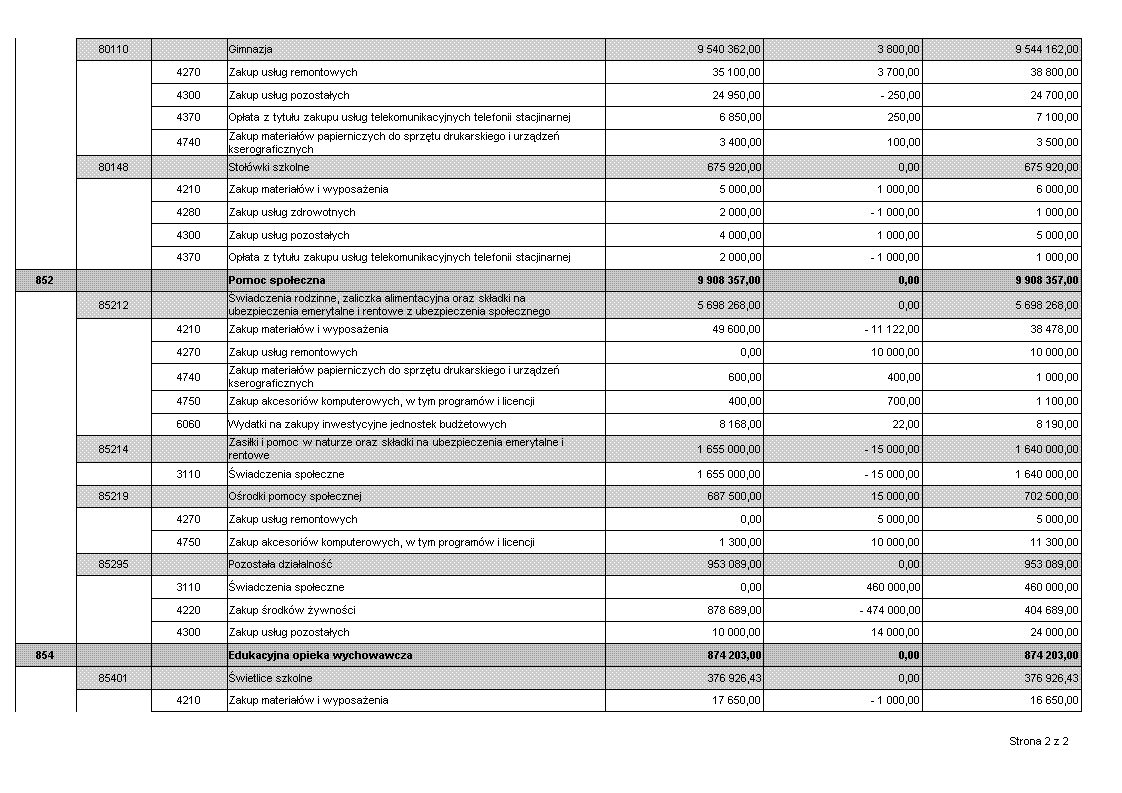 80110 Gimnazja 9 540 362,00 3 800,00 9 544 162,00
4270 Zakup usług remontowych 35 100,00 3 700,00 38 800,00
4300 Zakup usług pozostałych 24 950,00 - 250,00 24 700,00
4370 Opłata z tytułu zakupu usług telekomunikacyjnych telefonii stacjinarnej 6 850,00 250,00 7 100,00
4740 Zakup materiałów papierniczych do sprzętu drukarskiego i urządzeń
kserograficznych 3 400,00 100,00 3 500,00
80148 Stołówki szkolne 675 920,00 0,00 675 920,00
4210 Zakup materiałów i wyposażenia 5 000,00 1 000,00 6 000,00
4280 Zakup usług zdrowotnych 2 000,00 - 1 000,00 1 000,00
4300 Zakup usług pozostałych 4 000,00 1 000,00 5 000,00
4370 Opłata z tytułu zakupu usług telekomunikacyjnych telefonii stacjinarnej 2 000,00 - 1 000,00 1 000,00
852 Pomoc społeczna 9 908 357,00 0,00 9 908 357,00
85212 Świadczenia rodzinne, zaliczka alimentacyjna oraz składki na
ubezpieczenia emerytalne i rentowe z ubezpieczenia społecznego 5 698 268,00 0,00 5 698 268,00
4210 Zakup materiałów i wyposażenia 49 600,00 - 11 122,00 38 478,00
4270 Zakup usług remontowych 0,00 10 000,00 10 000,00
4740 Zakup materiałów papierniczych do sprzętu drukarskiego i urządzeń
kserograficznych 600,00 400,00 1 000,00
4750 Zakup akcesoriów komputerowych, w tym programów i licencji 400,00 700,00 1 100,00
6060 Wydatki na zakupy inwestycyjne jednostek budżetowych 8 168,00 22,00 8 190,00
85214 Zasiłki i pomoc w naturze oraz składki na ubezpieczenia emerytalne i
rentowe 1 655 000,00 - 15 000,00 1 640 000,00
3110 Świadczenia społeczne 1 655 000,00 - 15 000,00 1 640 000,00
85219 Ośrodki pomocy społecznej 687 500,00 15 000,00 702 500,00
4270 Zakup usług remontowych 0,00 5 000,00 5 000,00
4750 Zakup akcesoriów komputerowych, w tym programów i licencji 1 300,00 10 000,00 11 300,00
85295 Pozostała działalność 953 089,00 0,00 953 089,00
3110 Świadczenia społeczne 0,00 460 000,00 460 000,00
4220 Zakup środków żywności 878 689,00 - 474 000,00 404 689,00
4300 Zakup usług pozostałych 10 000,00 14 000,00 24 000,00
854 Edukacyjna opieka wychowawcza 874 203,00 0,00 874 203,00
85401 Świetlice szkolne 376 926,43 0,00 376 926,43
4210 Zakup materiałów i wyposażenia 17 650,00 - 1 000,00 16 650,00
Strona 2 z 2